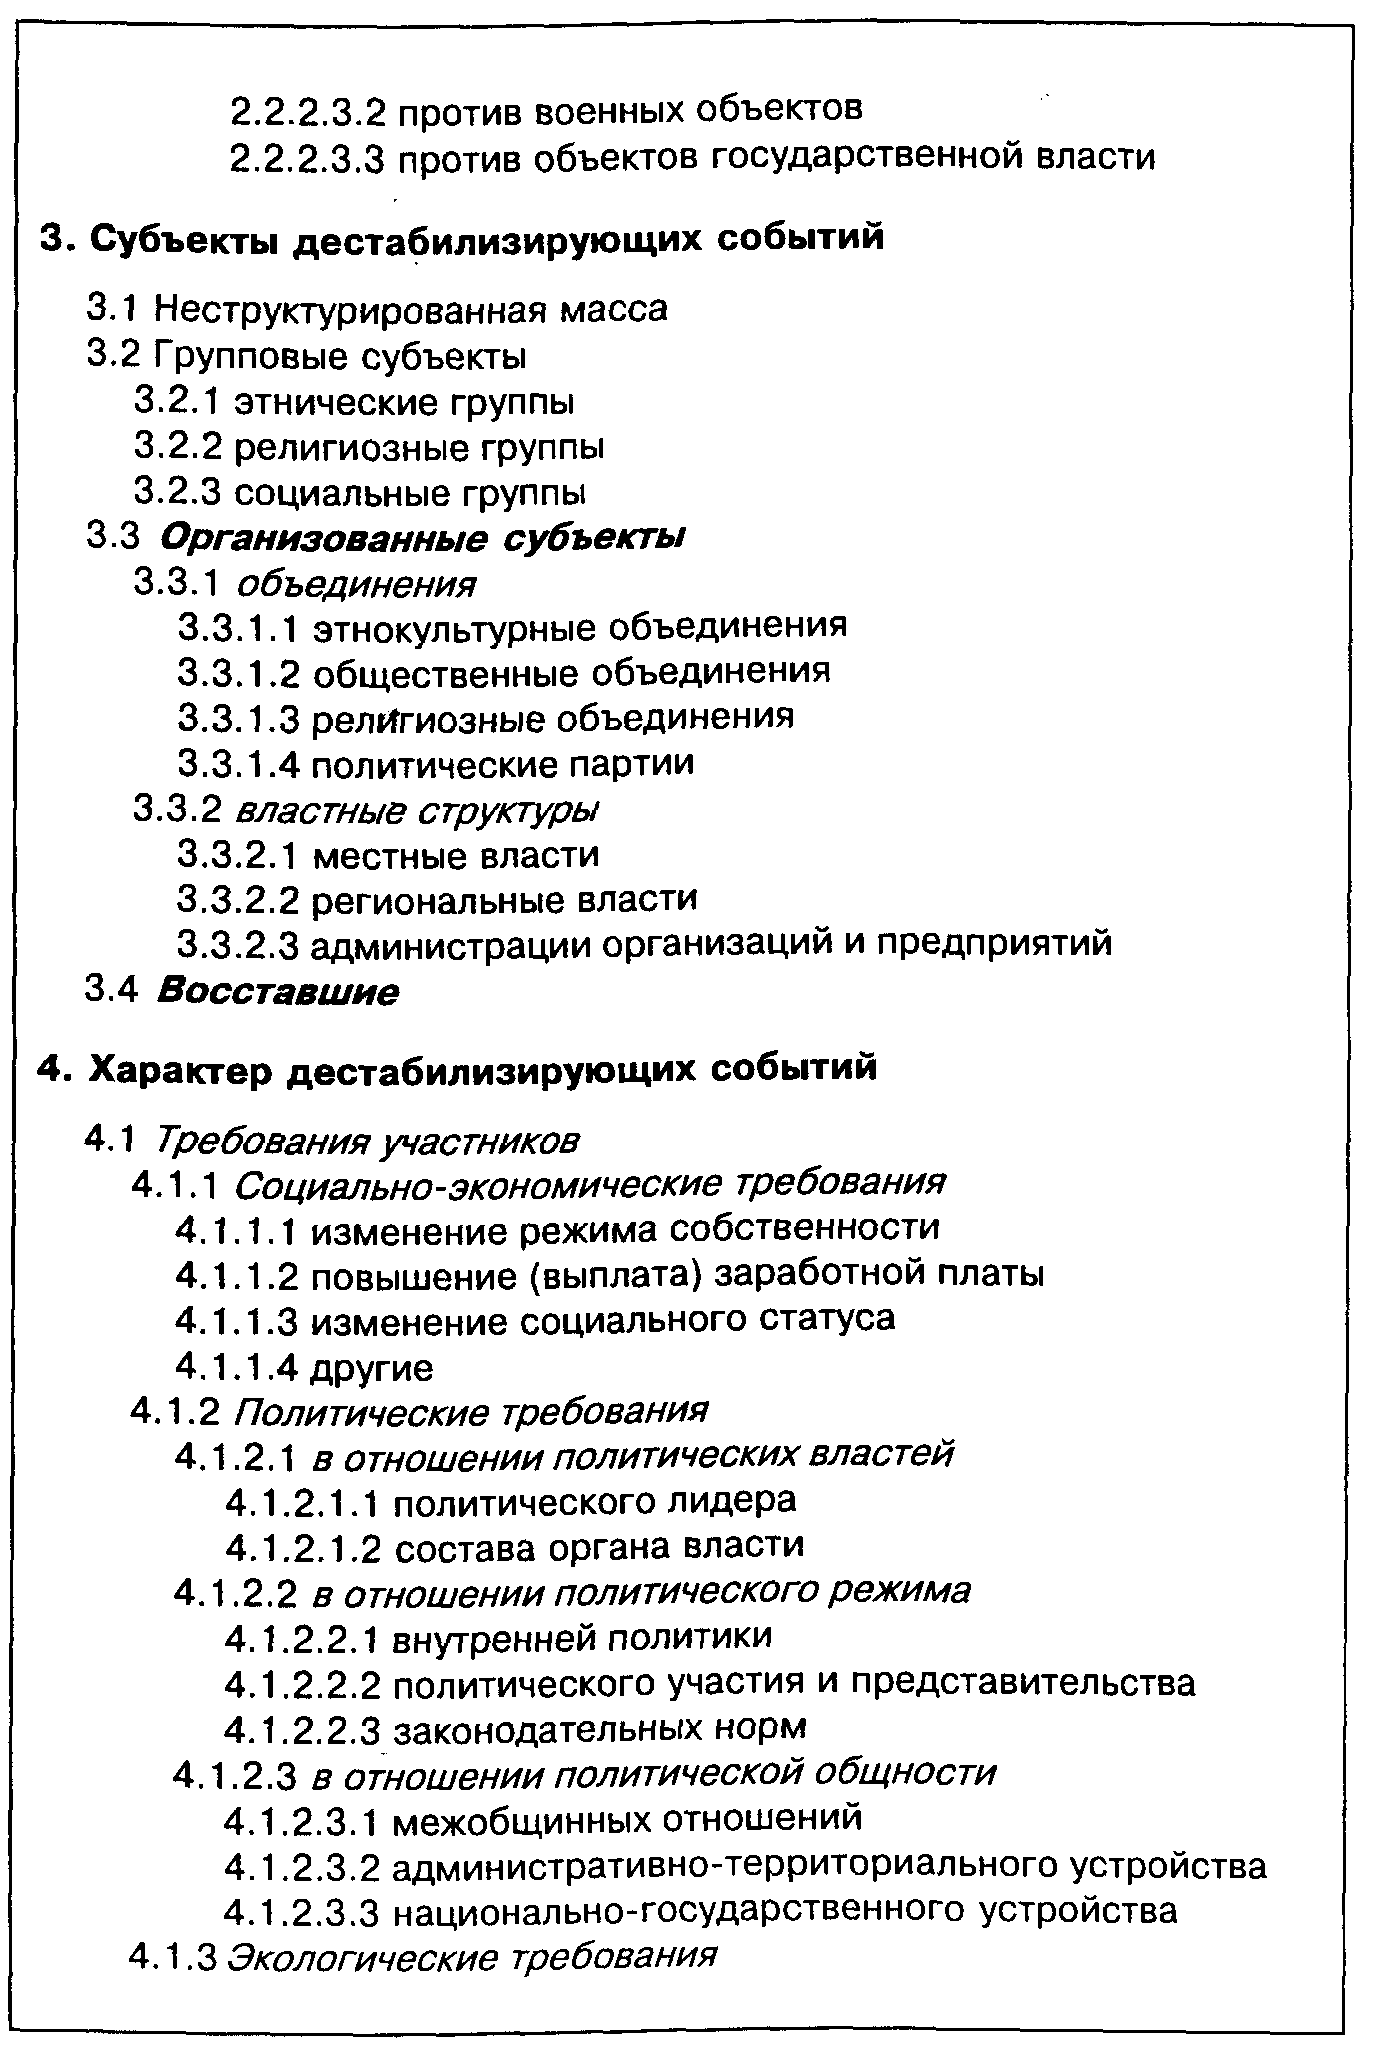 2.2.2.3.2 против военных объектов
2.2.2.3.3 против объектов государственной власти
3. Субъекты дестабилизирующих событий
3.1 Неструктурированная масса
3.2 Групповые субъекты
3.2.1 этнические группы
3.2.2 религиозные группы
3.2.3 социальные группы
3.3 Организованные субъекты
3.3.1 объединения
3.3.1.1 этнокультурные объединения
3.3.1.2 общественные объединения
3.3.1.3 религиозные объединения
3.3.1.4 политические партии
3.3.2 властные структуры
3.3.2.1 местные власти
3.3.2.2 региональные власти
3.3.2.3 администрации организаций и предприятий
3.4 Восставшие
4. Характер дестабилизирующих событий
4.1 Требования участников
4.1.1 Социально-экономические требования
4.1.1.1 изменение режима собственности
4.1.1.2 повышение (выплата) заработной платы
4.1.1.3 изменение социального статуса
4.1.1.4 другие
4.1.2 Политические требования
4.1.2.1 в отношении политических властей
4.1.2.1.1 политического лидера
4.1.2.1.2 состава органа власти
4.1.2.2 в отношении политического режима
4.1.2.2.1 внутренней политики
4.1.2.2.2 политического участия и представительства
4.1.2.2.3 законодательных норм
4.1.2.3 в отношении политической общности
4.1.2.3.1 межобщинных отношений
4.1.2.3.2 административно-территориального устройства
4.1.2.3.3 национально-государственного устройства
4.1.3 Экологические требования